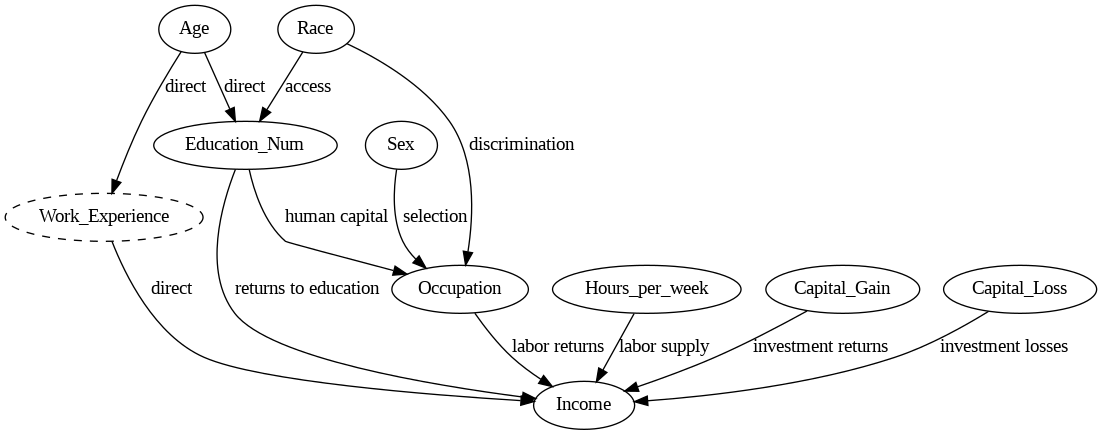 Age
Race
direct
direct
access
Education_Num
Sex
discrimination
Work_Experience
human capital
selection
direct
returns to education
Occupation
Hours_per_week
Capital_Gain
Capital_Loss
labor returns
labor supply
investment returns
investment losses
Income